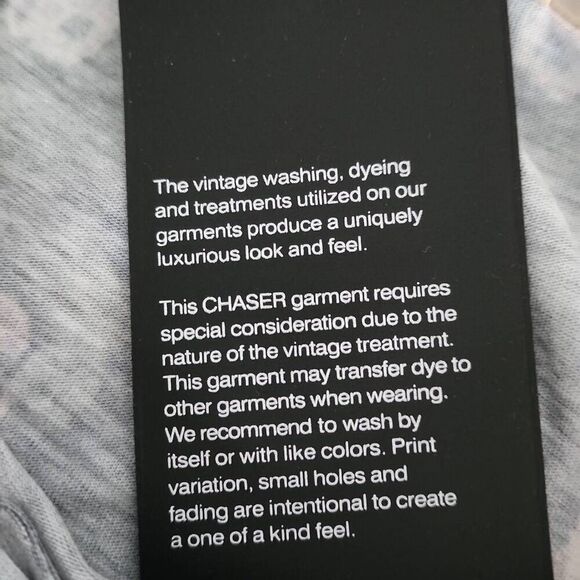 The vintage washing, dyeing
and treatments utilized on our
garments produce a uniquely
luxurious look and feel.
This CHASER garment requires
special consideration due to the
nature of the vintage treatment.
This garment may transfer dye to
other garments when wearing.
We recommend to wash by
itself or with like colors. Print
variation, small holes and
fading are intentional to create
a one of a kind feel.